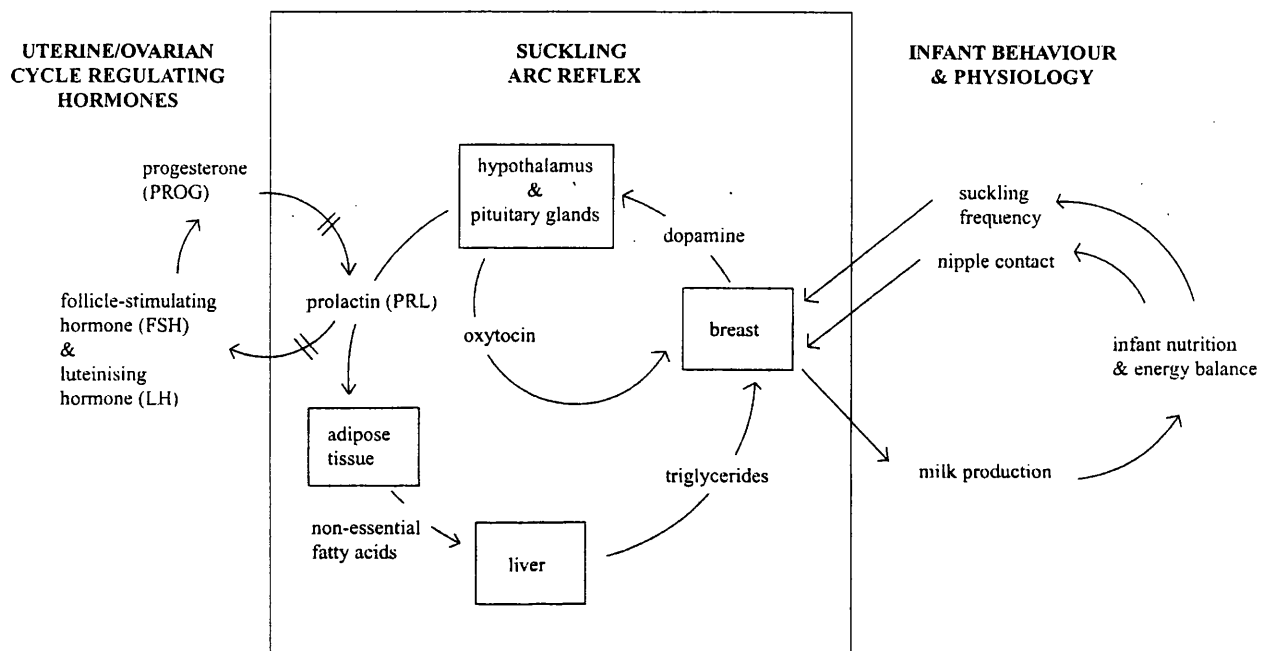 UTERINE/OVARIAN
CYCLE REGULATING
HORMONES
SUCKLING
ARC REFLEX
INFANT BEHAVIOUR
& PHYSIOLOGY
progesterone
(PROG)
follicle-stimulating
hormone (FSH)
&
luteinising
hormone (LH)
hypothalamus
&
pituitary glands
dopamine
prolactin (PRL)
oxytocin
breast
adipose
tissue
triglycerides
non-essential
fatty acids
liver
suckling
frequency
nipple contact
infant nutrition
& energy balance
milk production